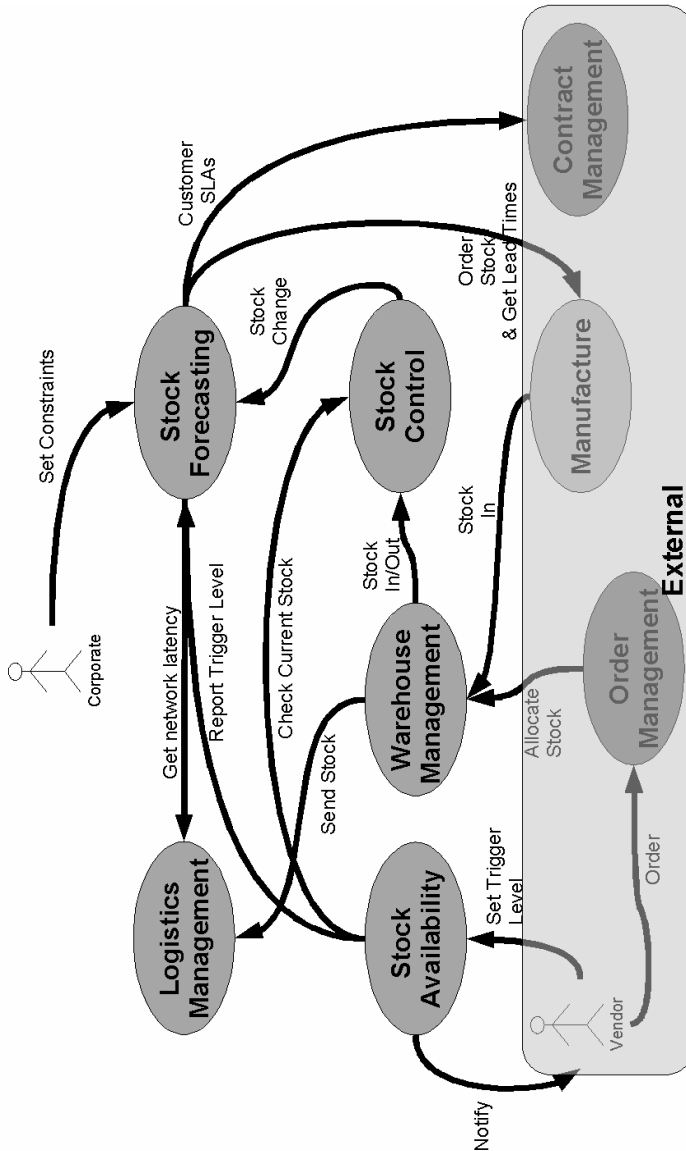 Corporate
Set Constraints
Stock
Forecasting
Customer
SLAs
Logistics
Management
Get network latency
Report Trigger Level
Check Current Stock
Send Stock
Stock
Change
Stock
Availability
Warehouse
Management
Stock
In/Out
Stock
Control
Notify
Set Trigger
Level
Allocate
Stock
Stock
In
Order
Stock
& Get Lead Times
Vendor
Order
Order
Management
Manufacture
Contract
Management
External